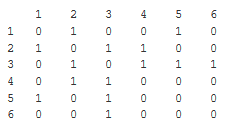 1 2 3 4 5 6
1 0 1 0 0 1 0
2 1 0 1 1 0 0
3 0 1 0 1 1 1
4 0 1 1 0 0 0
5 1 0 1 0 0 0
6 0 0 1 0 0 0